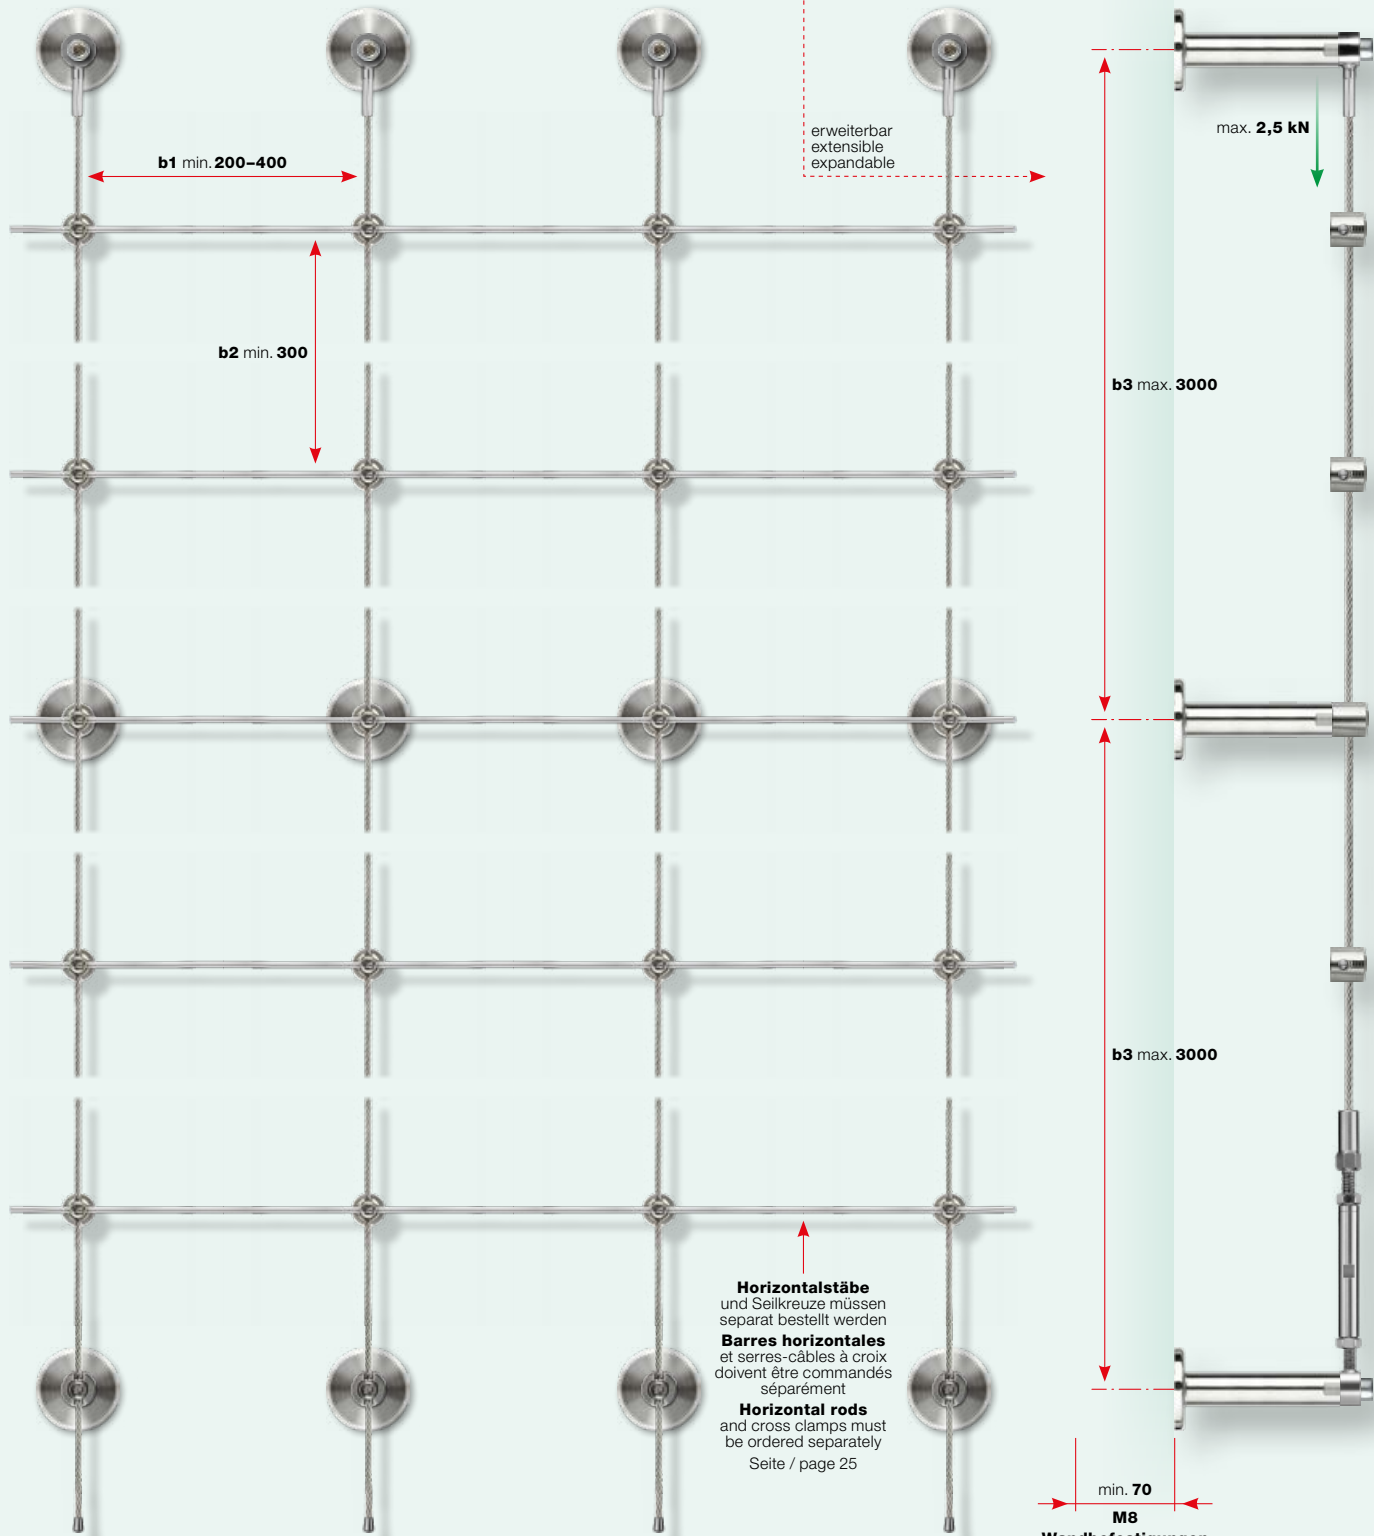 erweiterbar
extensible
expandable
max. 2,5 kN
b1 min. 200–400
b2 min. 300
b3 max. 3000
b3 max. 3000
Horizontalstäbe
und Seilkreuze müssen
separat bestellt werden
Barres horizontales
et serres-câbles à croix
doivent être commandés
séparément
Horizontal rods
and cross clamps must
be ordered separately
Seite / page 25
min. 70
M8
Wandbefestigungen